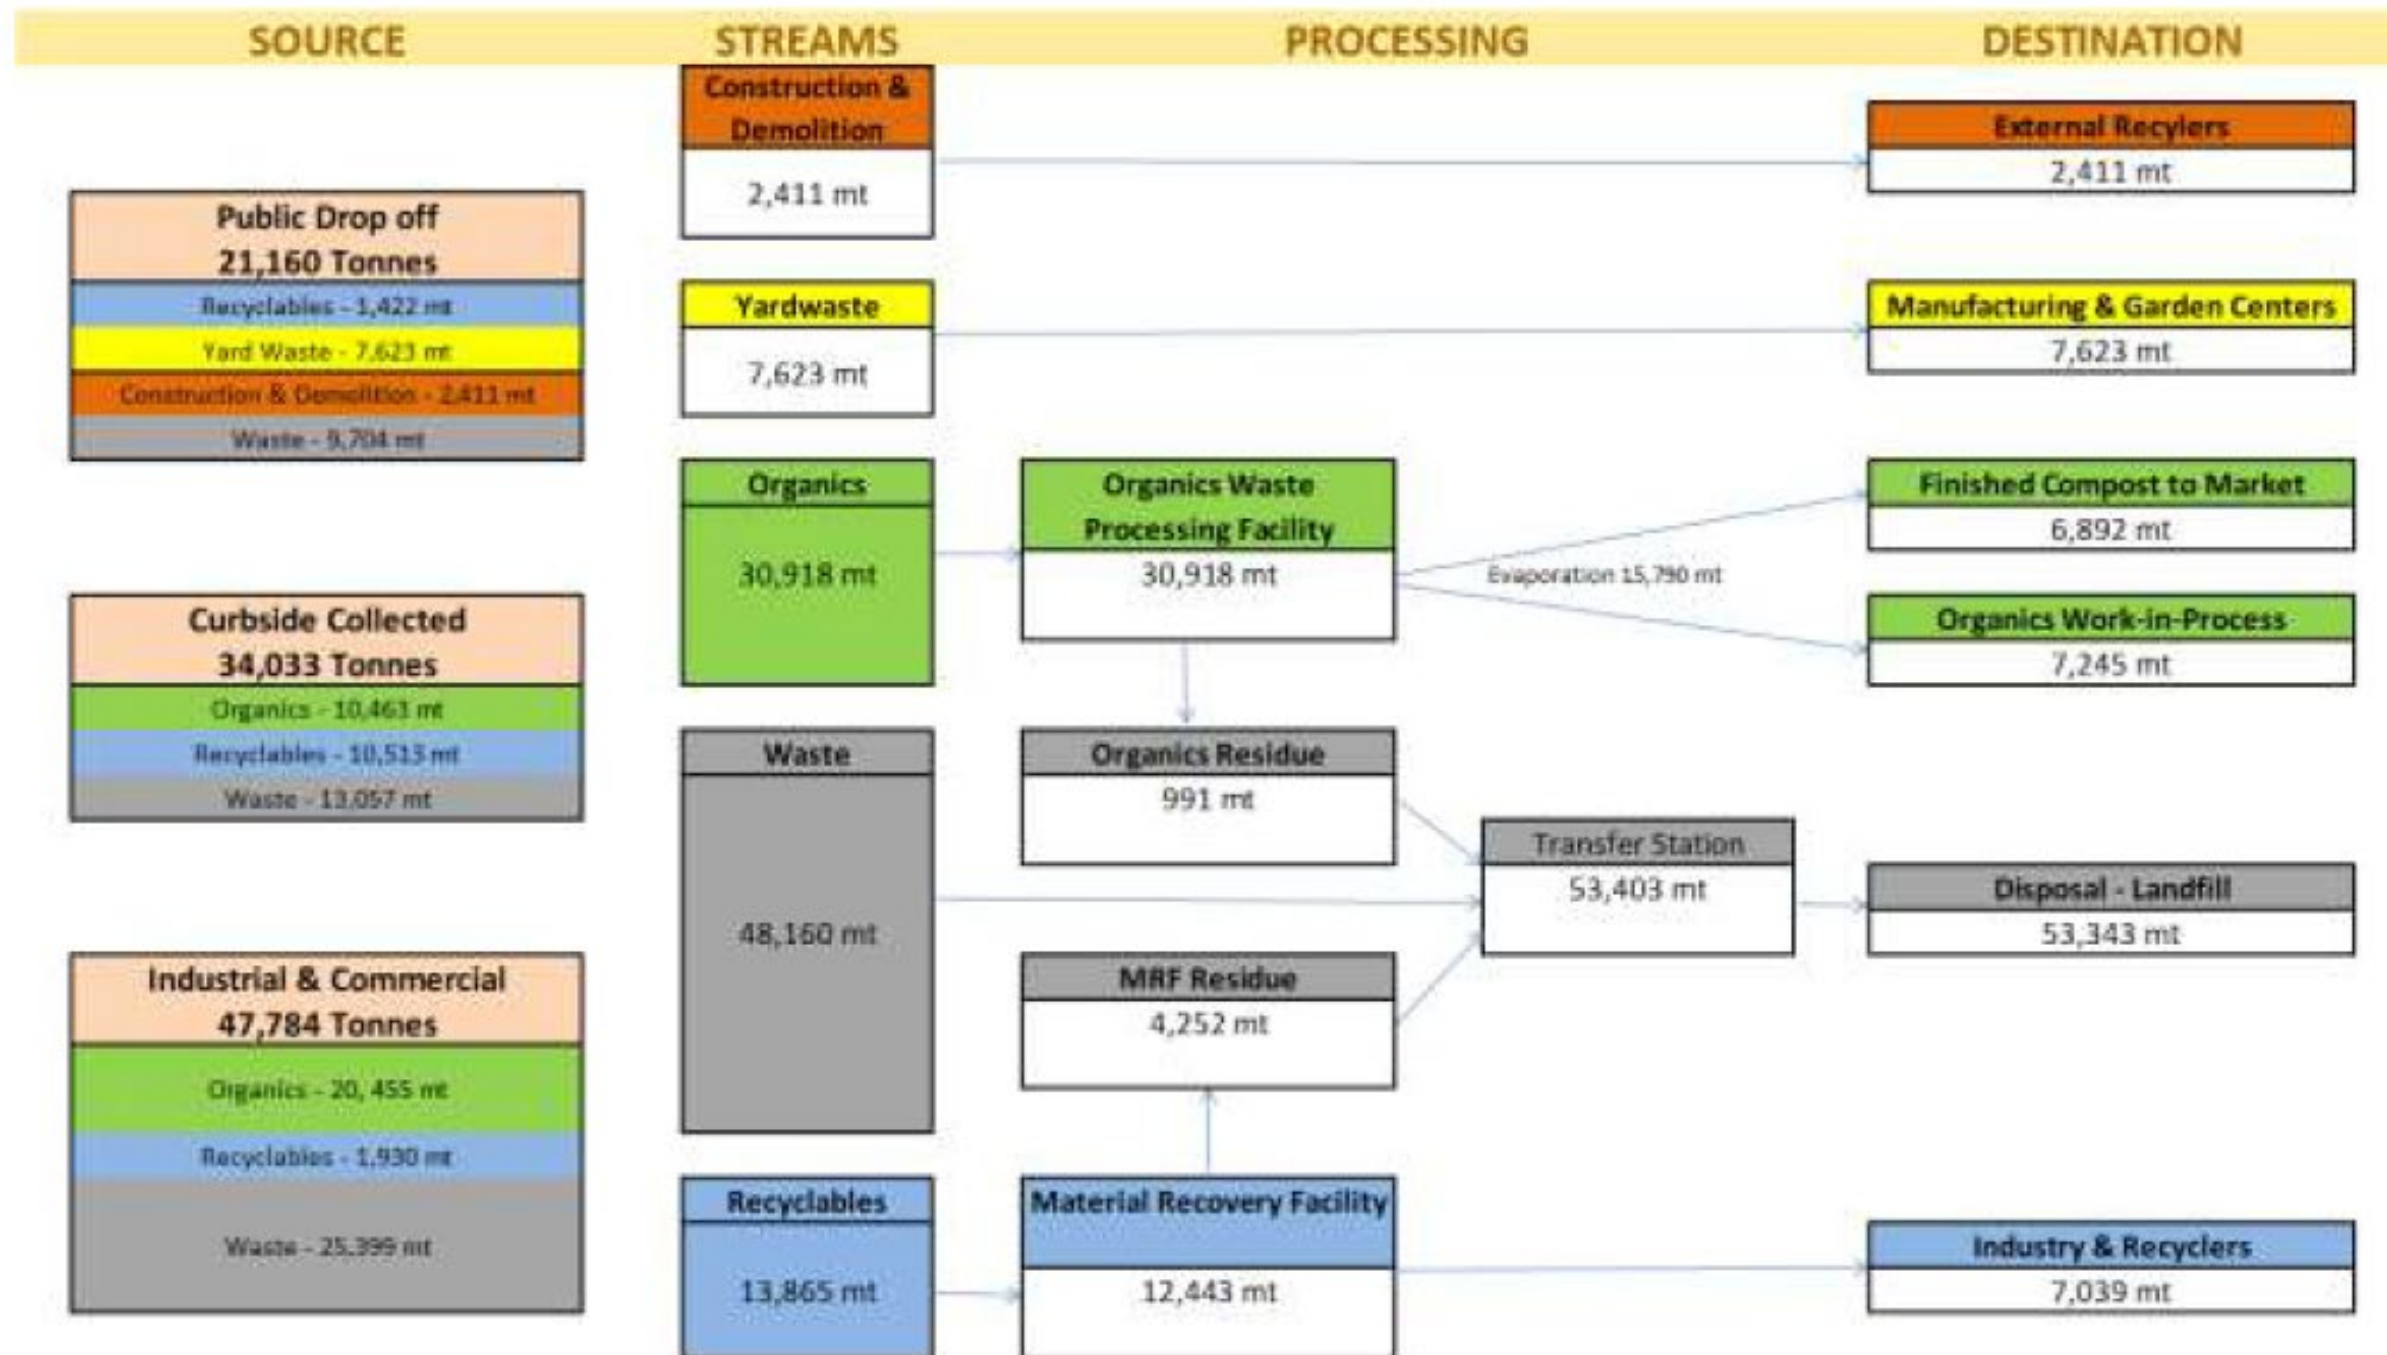 SOURCE
STREAMS
PROCESSING
DESTINATION
Public Drop off
21,160 Tonnes
Recyclables - 1,422 mt
Yard Waste - 7,623 mt
Construction & Demolition - 2,411 mt
Waste - 9,704 mt
Curbside Collected
34,033 Tonnes
Organics - 10,463 mt
Recyclables - 10,513 mt
Waste - 13,057 mt
Industrial & Commercial
47,784 Tonnes
Organics - 20, 455 mt
Recyclables - 1,930 mt
Waste - 25,399 mt
Construction &
Demolition
2,411 mt
Yardwaste
7,623 mt
Organics
30,918 mt
Waste
48,160 mt
Recyclables
13,865 mt
Organics Waste
Processing Facility
30,918 mt
Evaporation 15,790 mt
Organics Residue
991 mt
Transfer Station
53,403 mt
MRF Residue
4,252 mt
Material Recovery Facility
12,443 mt
External Recylers
2,411 mt
Manufacturing & Garden Centers
7,623 mt
Finished Compost to Market
6,892 mt
Organics Work-in-Process
7,245 mt
Disposal - Landfill
53,343 mt
Industry & Recyclers
7,039 mt